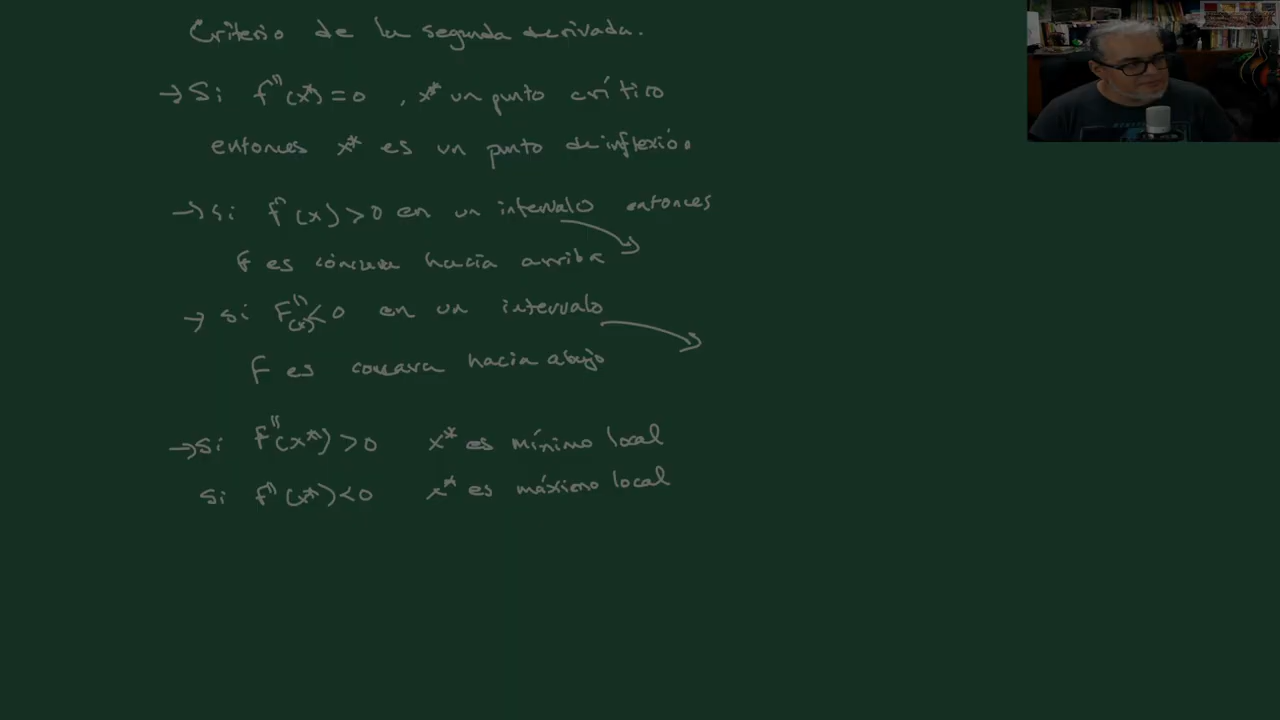 Criterio de la segunda derivada.
→ Si f''(x*) = 0 , x* un punto crítico
entonces x* es un punto de inflexión
→ Si f''(x) > 0 en un intervalo entonces
f es cóncava hacia arriba
→ Si F''(x) < 0 en un intervalo
F es concava hacia abajo
→ Si f''(x*) > 0 x* es mínimo local
Si f''(x*) < 0 x* es máximo local